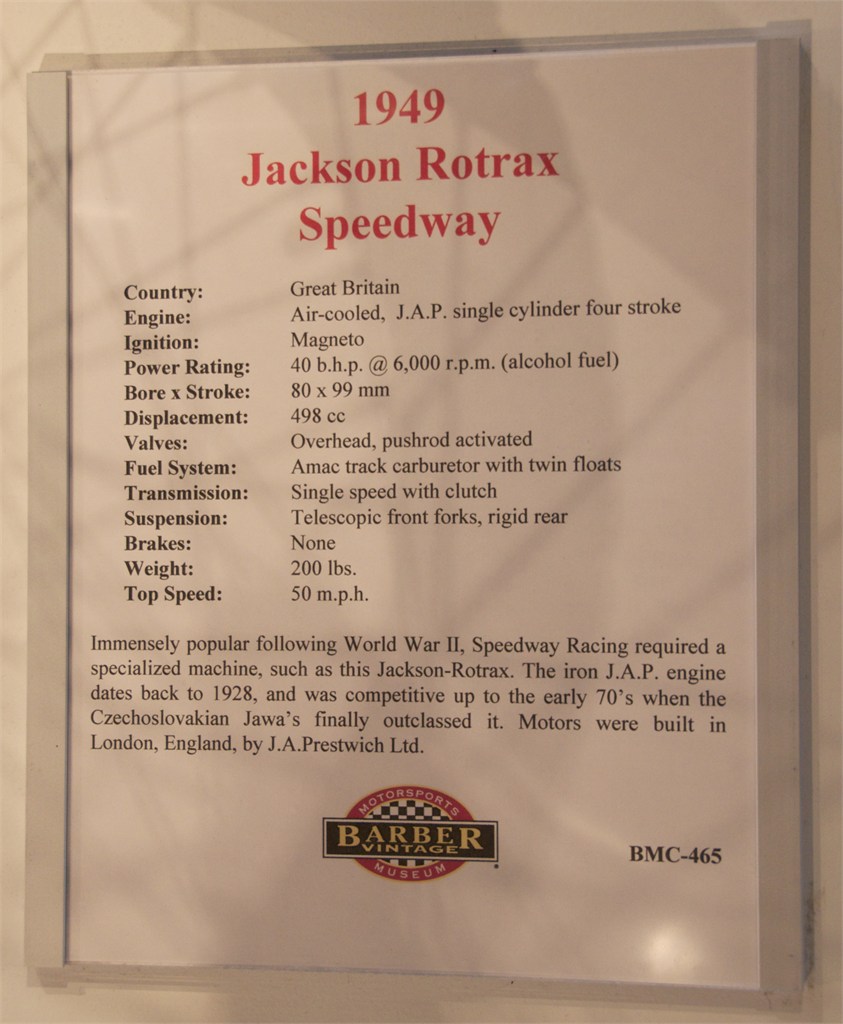 1949
Jackson Rotrax
Speedway
Country: Great Britain
Engine: Air-cooled, J.A.P. single cylinder four stroke
Ignition: Magneto
Power Rating: 40 b.h.p. @ 6,000 r.p.m. (alcohol fuel)
Bore x Stroke: 80 x 99 mm
Displacement: 498 cc
Valves: Overhead, pushrod activated
Fuel System: Amac track carburetor with twin floats
Transmission: Single speed with clutch
Suspension: Telescopic front forks, rigid rear
Brakes: None
Weight: 200 lbs.
Top Speed: 50 m.p.h.
Immensely popular following World War II, Speedway Racing required a
specialized machine, such as this Jackson-Rotrax. The iron J.A.P. engine
dates back to 1928, and was competitive up to the early 70's when the
Czechoslovakian Jawa's finally outclassed it. Motors were built in
London, England, by J.A.Prestwich Ltd.
MOTORSPORTS
BARBER
VINTAGE
MUSEUM
BMC-465